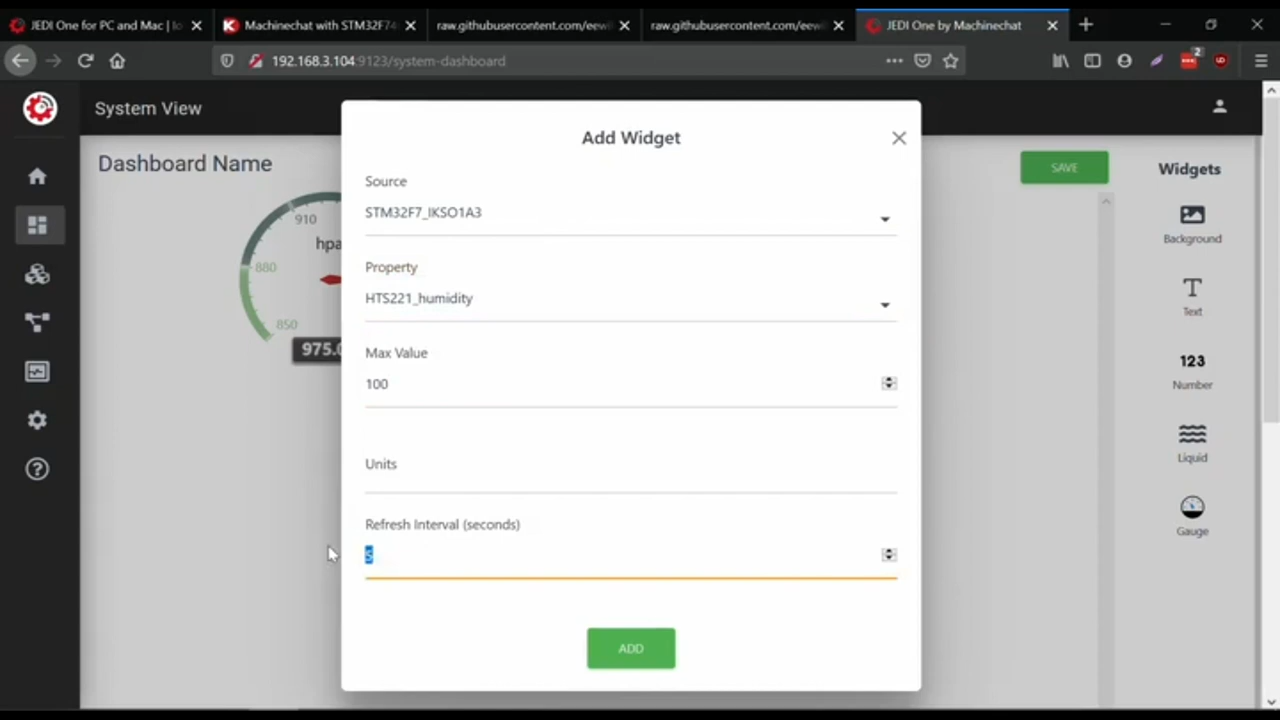 JEDI One for PC and Mac | Io
Machinechat with STM32F74
raw.githubusercontent.com/eewi
raw.githubusercontent.com/eewi
JEDI One by Machinechat
192.168.3.104:9123/system-dashboard
2
System View
Dashboard Name
SAVE
Widgets
Background
Text
123
Number
Liquid
Gauge
910
hpa
880
850
975.
Add Widget
Source
STM32F7_IKSO1A3
Property
HTS221_humidity
Max Value
100
Units
Refresh Interval (seconds)
5
ADD